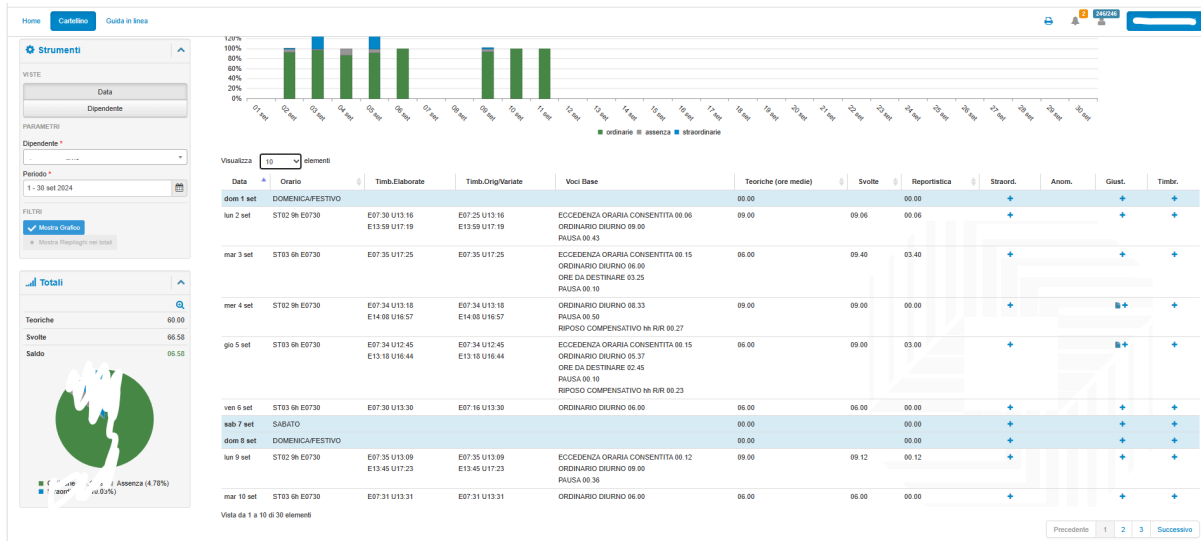 Home Cartellino Guida in linea 2 246/246
Strumenti
VISTE
Data
Dipendente
PARAMETRI
Dipendente *
Periodo *
1 - 30 set 2024
FILTRI
Mostra Grafico
Mostra Riepiloghi nei totali
Totali
Teoriche 60.00
Svolte 66.58
Saldo 06.58
Assenza (4.78%)
120%
100%
80%
60%
40%
20%
0%
01 set 02 set 03 set 04 set 05 set 06 set 07 set 08 set 09 set 10 set 11 set 12 set 13 set 14 set 15 set 16 set 17 set 18 set 19 set 20 set 21 set 22 set 23 set 24 set 25 set 26 set 27 set 28 set 29 set 30 set
ordinarie assenza straordinarie
Visualizza 10 elementi
Data Orario Timb.Elaborate Timb.Orig/Variate Voci Base Teoriche (ore medie) Svolte Reportistica Straord. Anom. Giust. Timbr.
dom 1 set DOMENICA/FESTIVO 00.00 00.00 + + +
lun 2 set ST02 9h E0730 E07:30 U13:16 E07:25 U13:16 ECCEDENZA ORARIA CONSENTITA 00.06 09.00 09.06 00.06 + + +
E13:59 U17:19 E13:59 U17:19 ORDINARIO DIURNO 09.00
PAUSA 00.43
mar 3 set ST03 6h E0730 E07:35 U17:25 E07:35 U17:25 ECCEDENZA ORARIA CONSENTITA 00.15 06.00 09.40 03.40 + + +
ORDINARIO DIURNO 06.00
ORE DA DESTINARE 03.25
PAUSA 00.10
mer 4 set ST02 9h E0730 E07:34 U13:18 E07:34 U13:18 ORDINARIO DIURNO 08.33 09.00 09.00 00.00 + + +
E14:08 U16:57 E14:08 U16:57 PAUSA 00.50
RIPOSO COMPENSATIVO hh R/R 00.27
gio 5 set ST03 6h E0730 E07:34 U12:45 E07:34 U12:45 ECCEDENZA ORARIA CONSENTITA 00.15 06.00 09.00 03.00 + + +
E13:18 U16:44 E13:18 U16:44 ORDINARIO DIURNO 05.37
ORE DA DESTINARE 02.45
PAUSA 00.10
RIPOSO COMPENSATIVO hh R/R 00.23
ven 6 set ST03 6h E0730 E07:30 U13:30 E07:16 U13:30 ORDINARIO DIURNO 06.00 06.00 06.00 00.00 + + +
sab 7 set SABATO 00.00 00.00 + + +
dom 8 set DOMENICA/FESTIVO 00.00 00.00 + + +
lun 9 set ST02 9h E0730 E07:35 U13:09 E07:35 U13:09 ECCEDENZA ORARIA CONSENTITA 00.12 09.00 09.12 00.12 + + +
E13:45 U17:23 E13:45 U17:23 ORDINARIO DIURNO 09.00
PAUSA 00.36
mar 10 set ST03 6h E0730 E07:31 U13:31 E07:31 U13:31 ORDINARIO DIURNO 06.00 06.00 06.00 00.00 + + +
Vista da 1 a 10 di 30 elementi
Precedente 1 2 3 Successivo